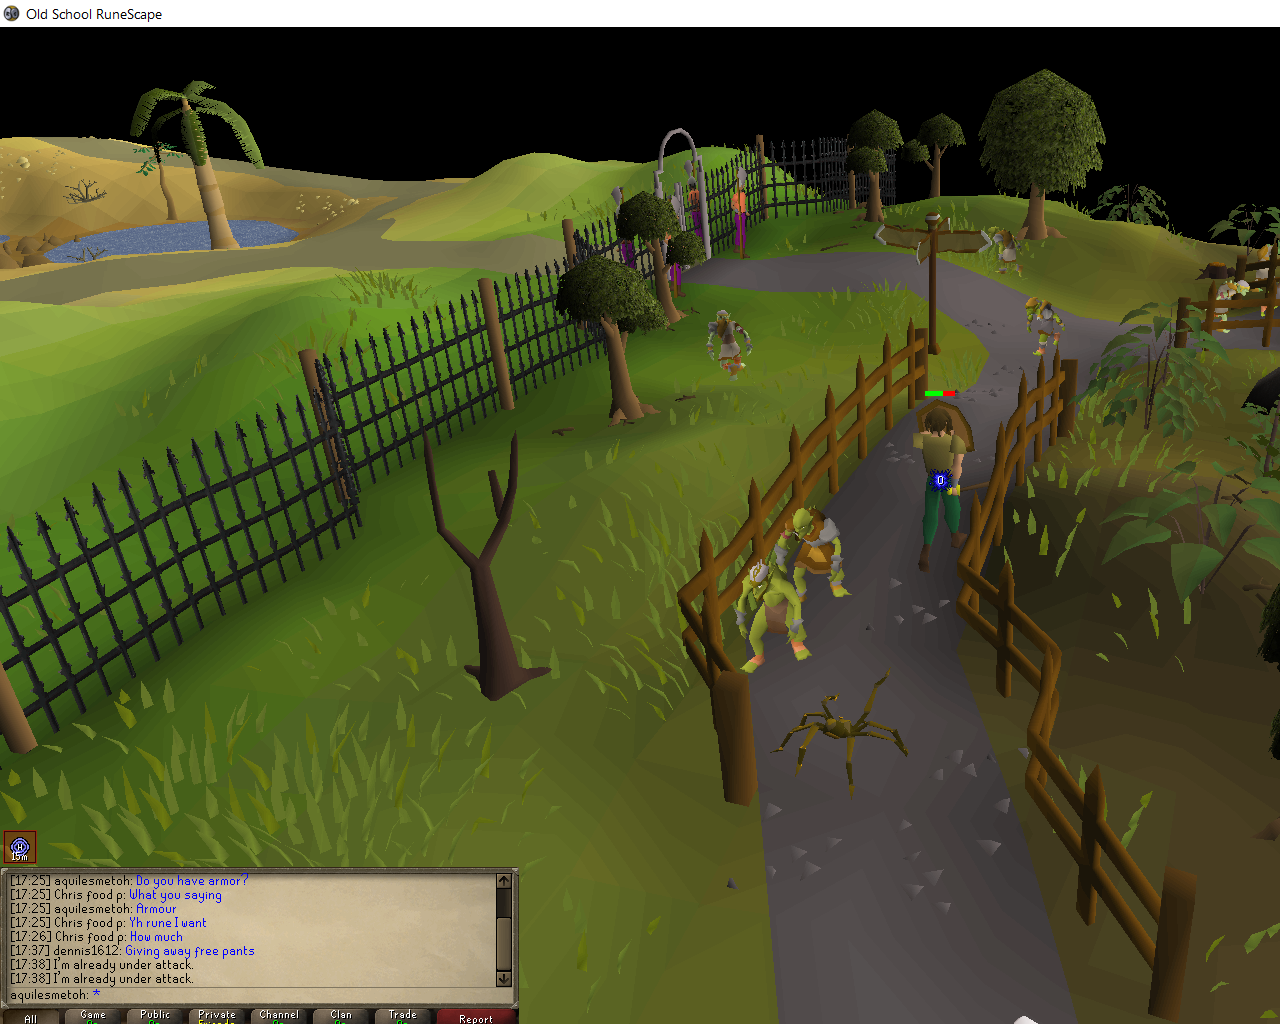 Old School RuneScape
0
H
15m
[17:25] aquilesmetoh: Do you have armor?
[17:25] Chris food p: What you saying
[17:25] aquilesmetoh: Armour
[17:25] Chris food p: Yh rune I want
[17:26] Chris food p: How much
[17:37] dennis1612: Giving away free pants
[17:38] I'm already under attack.
[17:38] I'm already under attack.
aquilesmetoh: *
All Game Public Private Channel Clan Trade Report